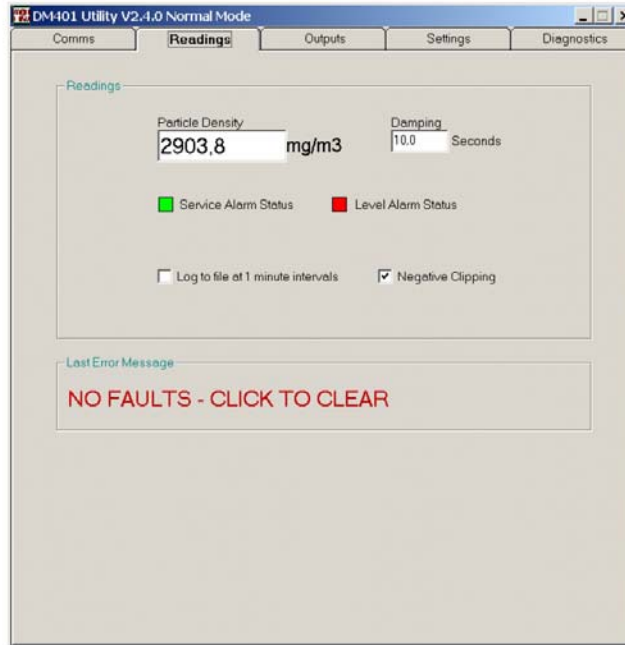 DM401 Utility V2.4.0 Normal Mode
Comms Readings Outputs Settings Diagnostics
Readings
Particle Density Damping
2903,8 mg/m3 10,0 Seconds
Service Alarm Status Level Alarm Status
Log to file at 1 minute intervals Negative Clipping
Last Error Message
NO FAULTS - CLICK TO CLEAR